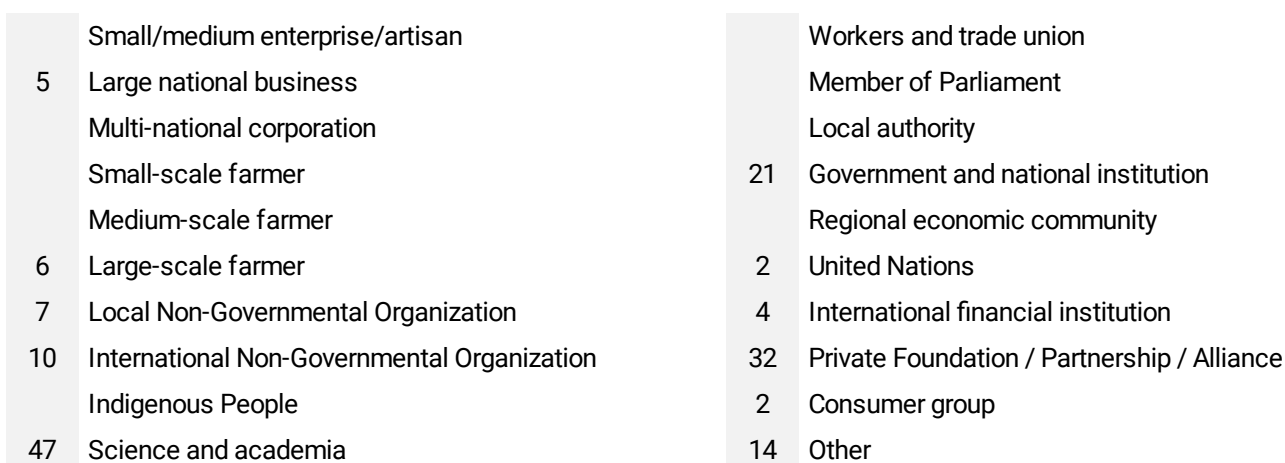 Small/medium enterprise/artisan
5 Large national business
Multi-national corporation
Small-scale farmer
Medium-scale farmer
6 Large-scale farmer
7 Local Non-Governmental Organization
10 International Non-Governmental Organization
Indigenous People
47 Science and academia
Workers and trade union
Member of Parliament
Local authority
21 Government and national institution
Regional economic community
2 United Nations
4 International financial institution
32 Private Foundation / Partnership / Alliance
2 Consumer group
14 Other